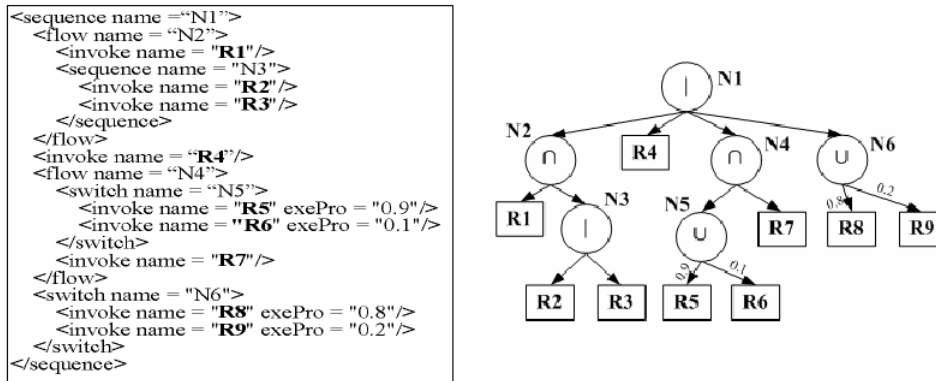 <sequence name =“N1”>
<flow name = “N2”>
<invoke name = "R1"/>
<sequence name = "N3">
<invoke name = "R2"/>
<invoke name = "R3"/>
</sequence>
</flow>
<invoke name = “R4”/>
<flow name = “N4”>
<switch name = “N5”>
<invoke name = "R5" exePro = "0.9"/>
<invoke name = "R6" exePro = "0.1"/>
</switch>
<invoke name = "R7"/>
</flow>
<switch name = "N6">
<invoke name = "R8" exePro = "0.8"/>
<invoke name = "R9" exePro = "0.2"/>
</switch>
</sequence>
| N1
N2 ∩
R4
∩ N4
∪ N6
R1
| N3
N5 ∪
R7
0.8 R8
0.2 R9
R2
R3
0.9 R5
0.1 R6